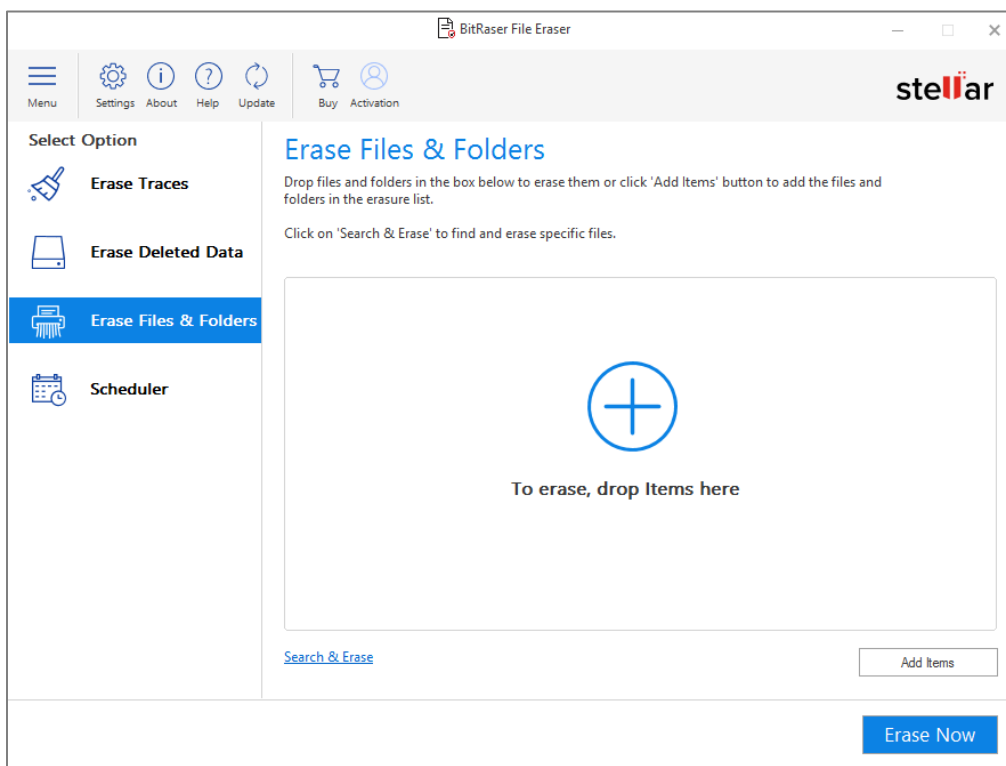 BitRaser File Eraser
Menu
Settings
About
Help
Update
Buy
Activation
stellar
Select Option
Erase Traces
Erase Deleted Data
Erase Files & Folders
Scheduler
Erase Files & Folders
Drop files and folders in the box below to erase them or click 'Add Items' button to add the files and
folders in the erasure list.
Click on 'Search & Erase' to find and erase specific files.
To erase, drop Items here
Search & Erase
Add Items
Erase Now